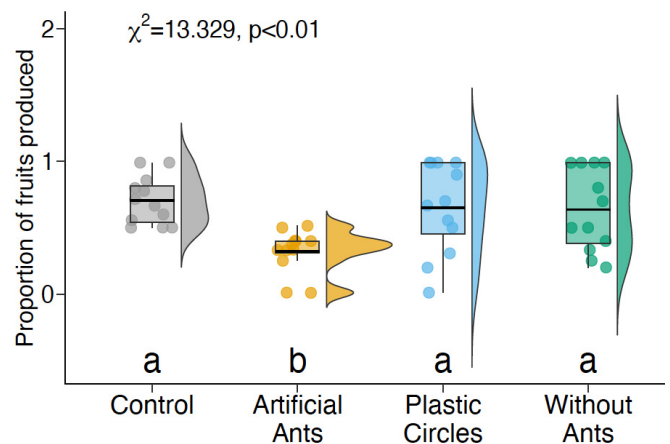 χ²=13.329, p<0.01
Proportion of fruits produced
2
1
0
a b a a
Control Artificial Ants Plastic Circles Without Ants